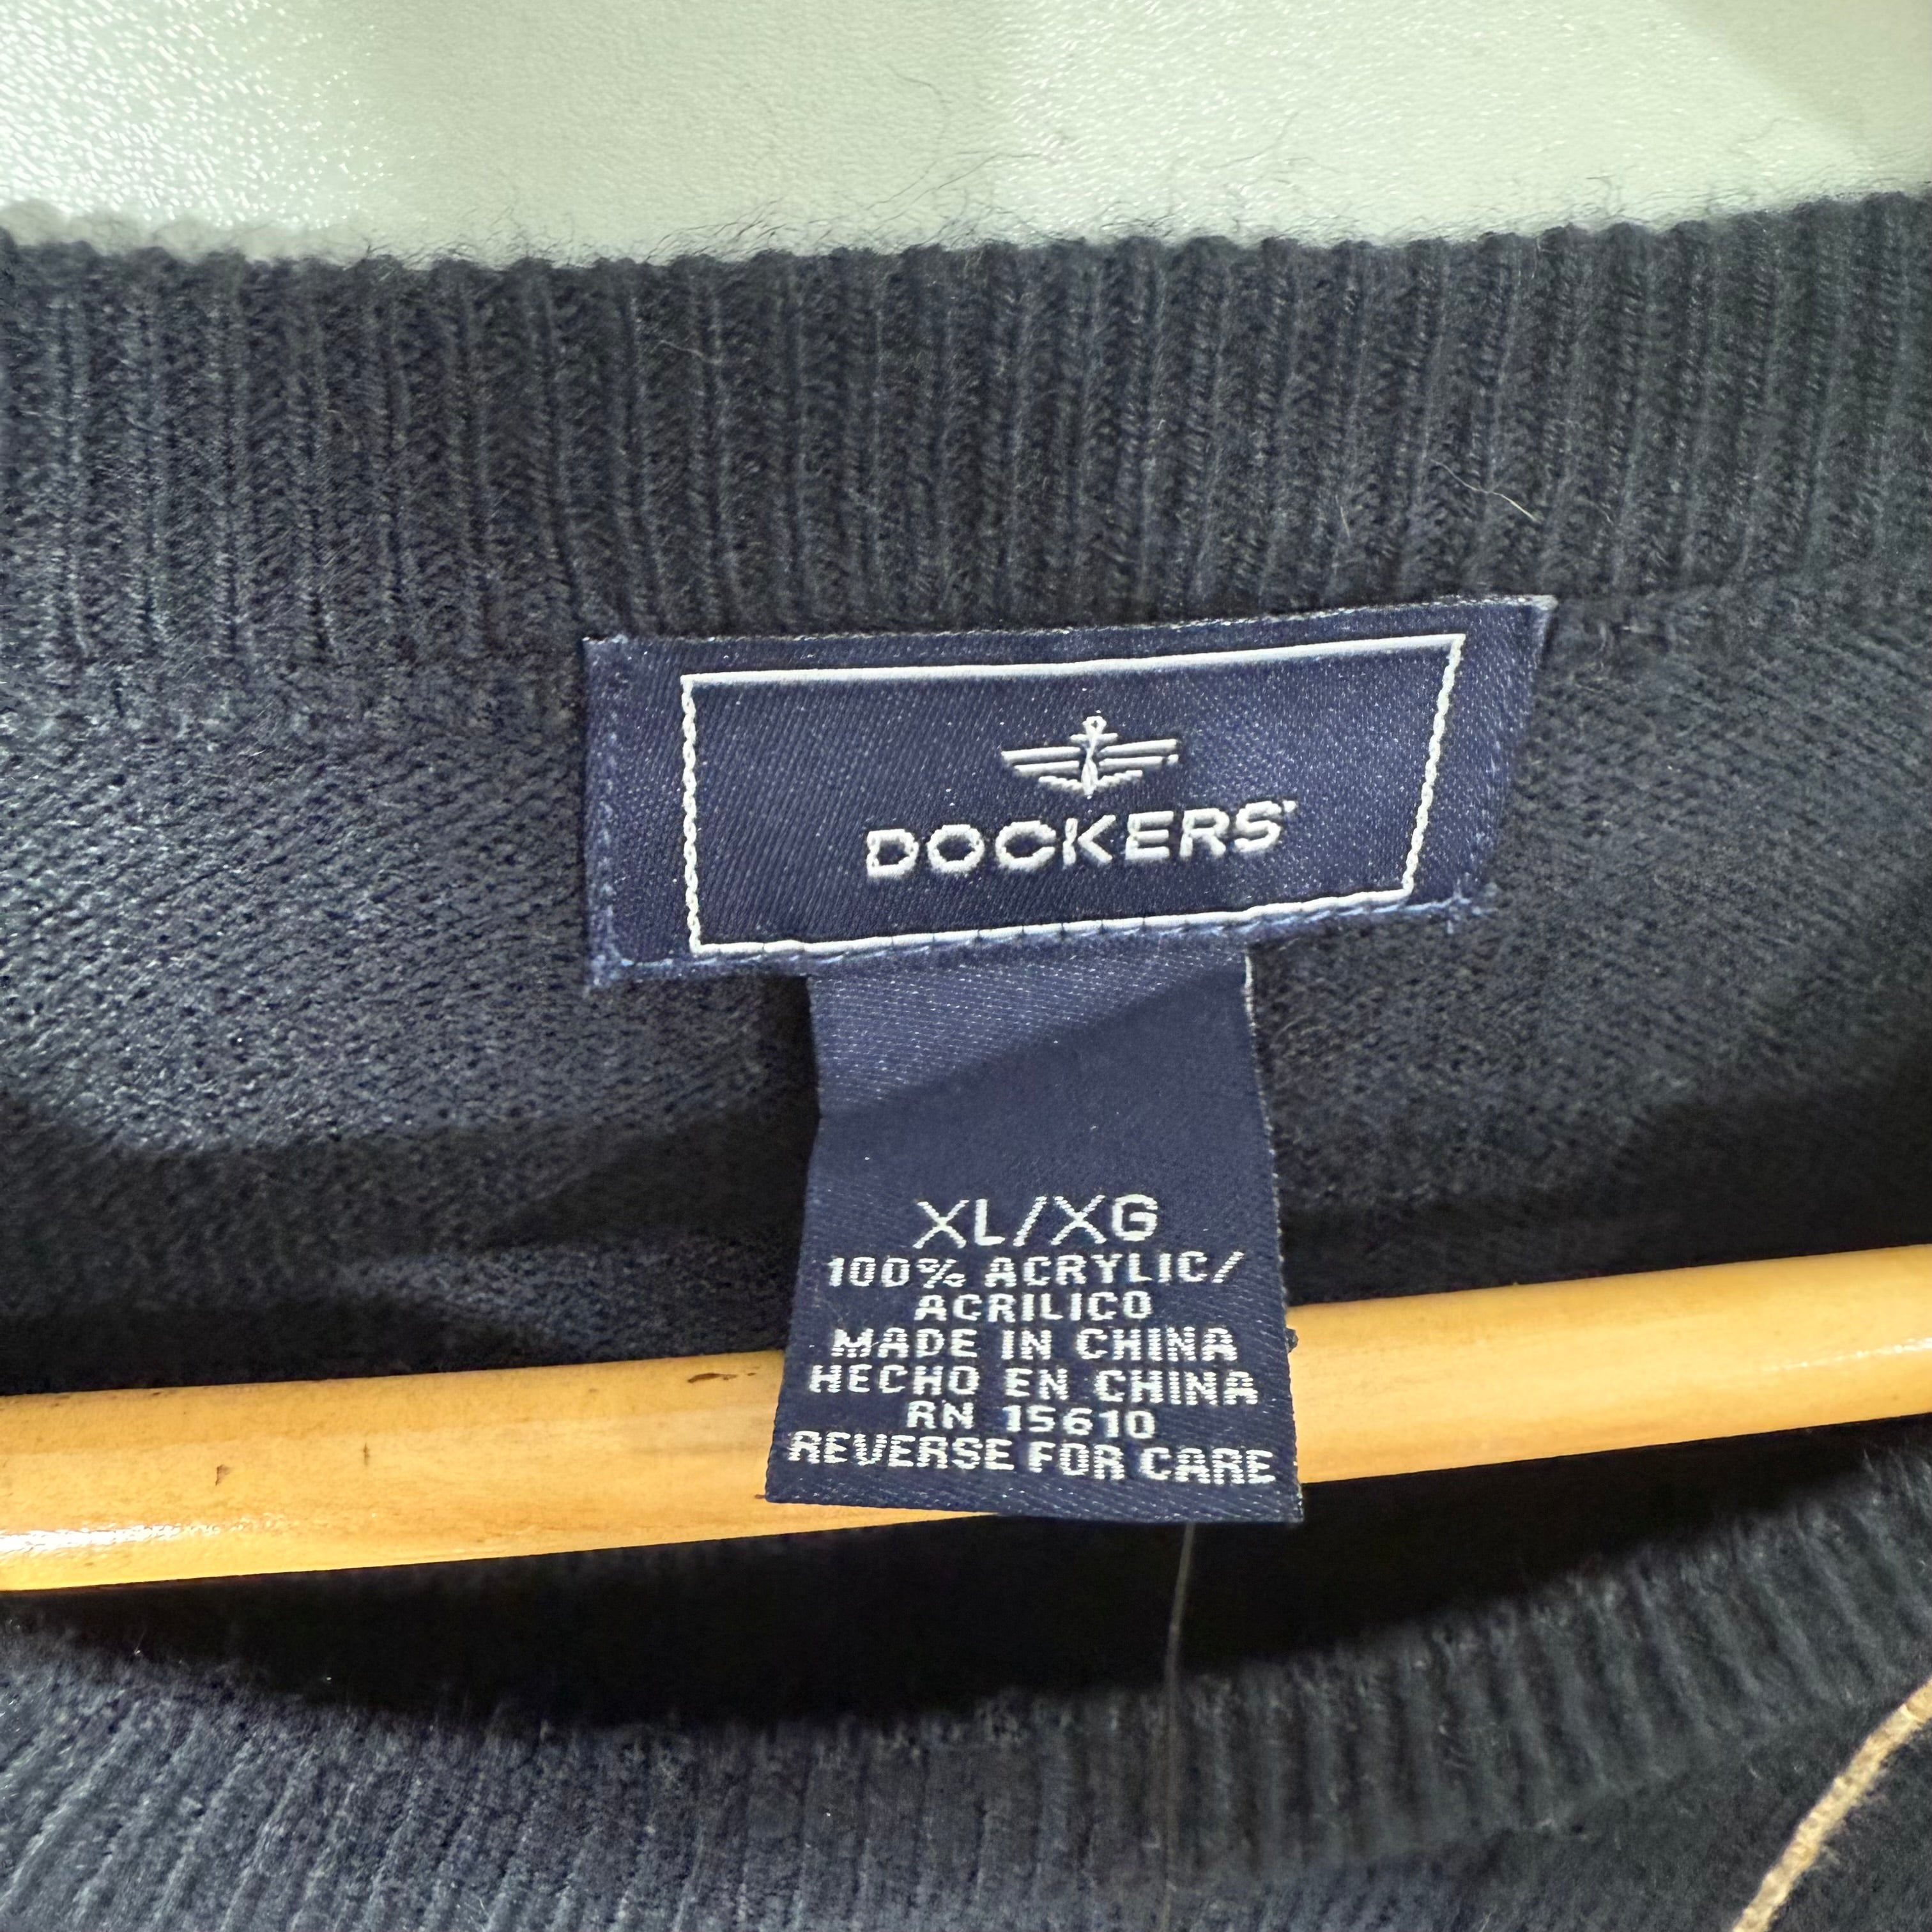 DOCKERS
XL/XG
100% ACRYLIC/
ACRILICO
MADE IN CHINA
HECHO EN CHINA
RN 15610
REVERSE FOR CARE